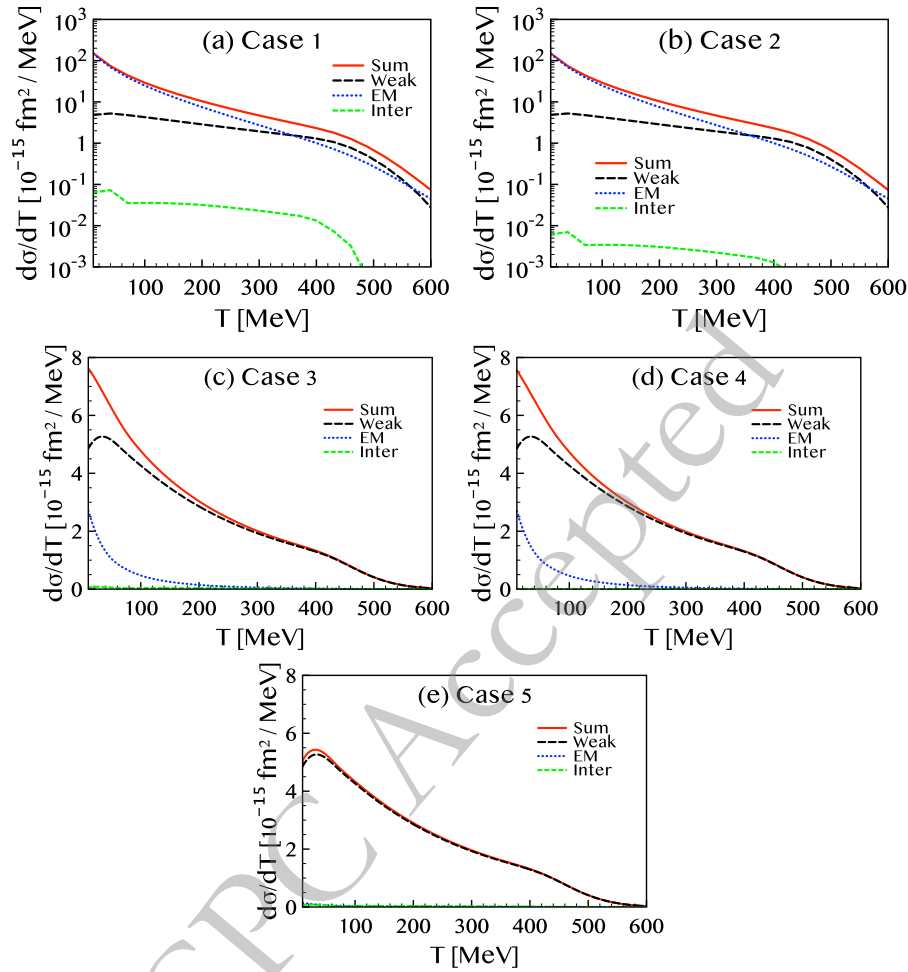 (a) Case 1
Sum
Weak
EM
Inter
10³
10²
10¹
1
10⁻¹
10⁻²
10⁻³
dσ/dT [10⁻¹⁵ fm² / MeV]
100 200 300 400 500 600
T [MeV]
(b) Case 2
Sum
Weak
EM
Inter
10³
10²
10¹
1
10⁻¹
10⁻²
10⁻³
dσ/dT [10⁻¹⁵ fm² / MeV]
100 200 300 400 500 600
T [MeV]
(c) Case 3
Sum
Weak
EM
Inter
8
6
4
2
0
dσ/dT [10⁻¹⁵ fm² / MeV]
100 200 300 400 500 600
T [MeV]
(d) Case 4
Sum
Weak
EM
Inter
8
6
4
2
0
dσ/dT [10⁻¹⁵ fm² / MeV]
100 200 300 400 500 600
T [MeV]
(e) Case 5
Sum
Weak
EM
Inter
8
6
4
2
0
dσ/dT [10⁻¹⁵ fm² / MeV]
100 200 300 400 500 600
T [MeV]
CPC Accepted